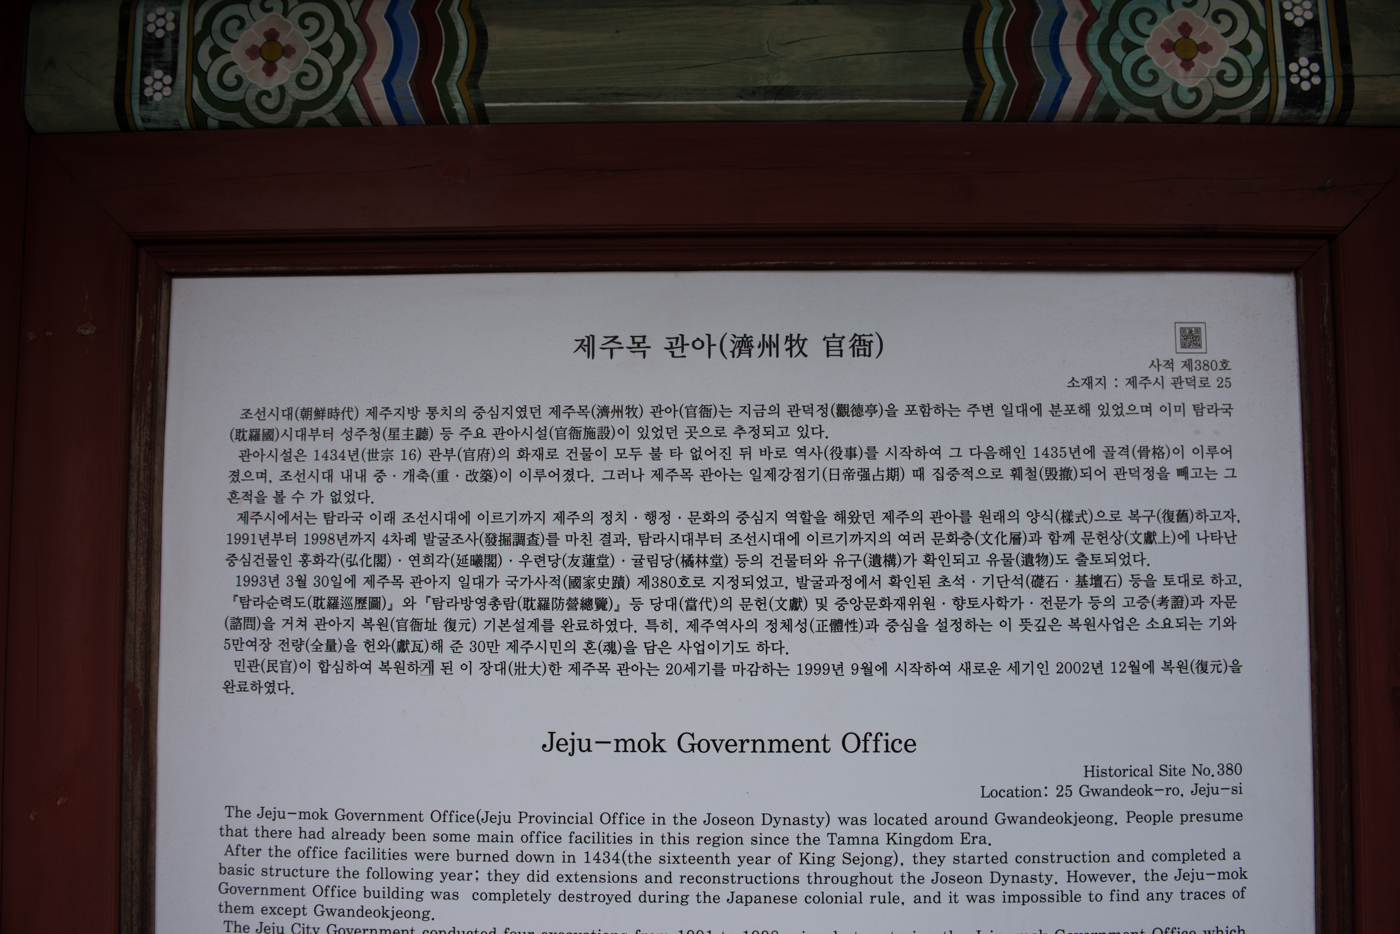 제주목 관아(濟州牧 官衙)
사적 제380호
소재지 : 제주시 관덕로 25
조선시대(朝鮮時代) 제주지방 통치의 중심지였던 제주목(濟州牧) 관아(官衙)는 지금의 관덕정(觀德亭)을 포함하는 주변 일대에 분포해 있었으며 이미 탐라국
(耽羅國)시대부터 성주청(星主廳) 등 주요 관아시설(官衙施設)이 있었던 곳으로 추정되고 있다.
관아시설은 1434년(世宗 16) 관부(官府)의 화재로 건물이 모두 불 타 없어진 뒤 바로 역사(役事)를 시작하여 그 다음해인 1435년에 골격(骨格)이 이루어
졌으며, 조선시대 내내 중 · 개축(重 · 改築)이 이루어졌다. 그러나 제주목 관아는 일제강점기(日帝强占期) 때 집중적으로 훼철(毁撤)되어 관덕정을 빼고는 그
흔적을 볼 수 가 없었다.
제주시에서는 탐라국 이래 조선시대에 이르기까지 제주의 정치 · 행정 · 문화의 중심지 역할을 해왔던 제주의 관아를 원래의 양식(樣式)으로 복구(復舊)하고자,
1991년부터 1998년까지 4차례 발굴조사(發掘調査)를 마친 결과, 탐라시대부터 조선시대에 이르기까지의 여러 문화층(文化層)과 함께 문헌상(文獻上)에 나타난
중심건물인 홍화각(弘化閣) · 연희각(延曦閣) · 우련당(友蓮堂) · 귤림당(橘林堂) 등의 건물터와 유구(遺構)가 확인되고 유물(遺物)도 출토되었다.
1993년 3월 30일에 제주목 관아지 일대가 국가사적(國家史蹟) 제380호로 지정되었고, 발굴과정에서 확인된 초석 · 기단석(礎石 · 基壇石) 등을 토대로 하고,
『탐라순력도(耽羅巡歷圖)』와『탐라방영총람(耽羅防營總覽)』등 당대(當代)의 문헌(文獻) 및 중앙문화재위원 · 향토사학가 · 전문가 등의 고증(考證)과 자문
(諮問)을 거쳐 관아지 복원(官衙址 復元) 기본설계를 완료하였다. 특히, 제주역사의 정체성(正體性)과 중심을 설정하는 이 뜻깊은 복원사업은 소요되는 기와
5만여장 전량(全量)을 헌와(獻瓦)해 준 30만 제주시민의 혼(魂)을 담은 사업이기도 하다.
민관(民官)이 합심하여 복원하게 된 이 장대(壯大)한 제주목 관아는 20세기를 마감하는 1999년 9월에 시작하여 새로운 세기인 2002년 12월에 복원(復元)을
완료하였다.
Jeju-mok Government Office
Historical Site No.380
Location: 25 Gwandeok-ro, Jeju-si
The Jeju-mok Government Office(Jeju Provincial Office in the Joseon Dynasty) was located around Gwandeokjeong. People presume
that there had already been some main office facilities in this region since the Tamna Kingdom Era.
After the office facilities were burned down in 1434(the sixteenth year of King Sejong), they started construction and completed a
basic structure the following year; they did extensions and reconstructions throughout the Joseon Dynasty. However, the Jeju-mok
Government Office building was completely destroyed during the Japanese colonial rule, and it was impossible to find any traces of
them except Gwandeokjeong.
The Jeju City Government conducted four excavations from 1991 to 1998